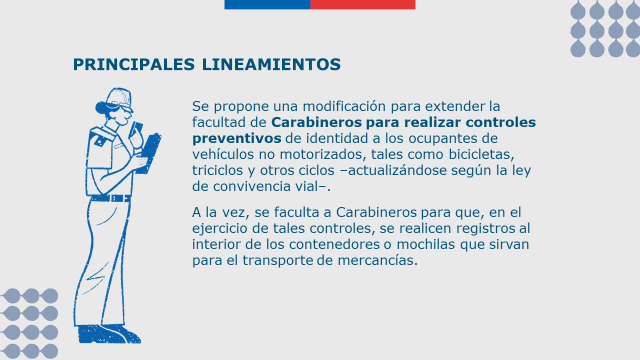 PRINCIPALES LINEAMIENTOS
Se propone una modificación para extender la
facultad de Carabineros para realizar controles
preventivos de identidad a los ocupantes de
vehículos no motorizados, tales como bicicletas,
triciclos y otros ciclos –actualizándose según la ley
de convivencia vial–.
A la vez, se faculta a Carabineros para que, en el
ejercicio de tales controles, se realicen registros al
interior de los contenedores o mochilas que sirvan
para el transporte de mercancías.